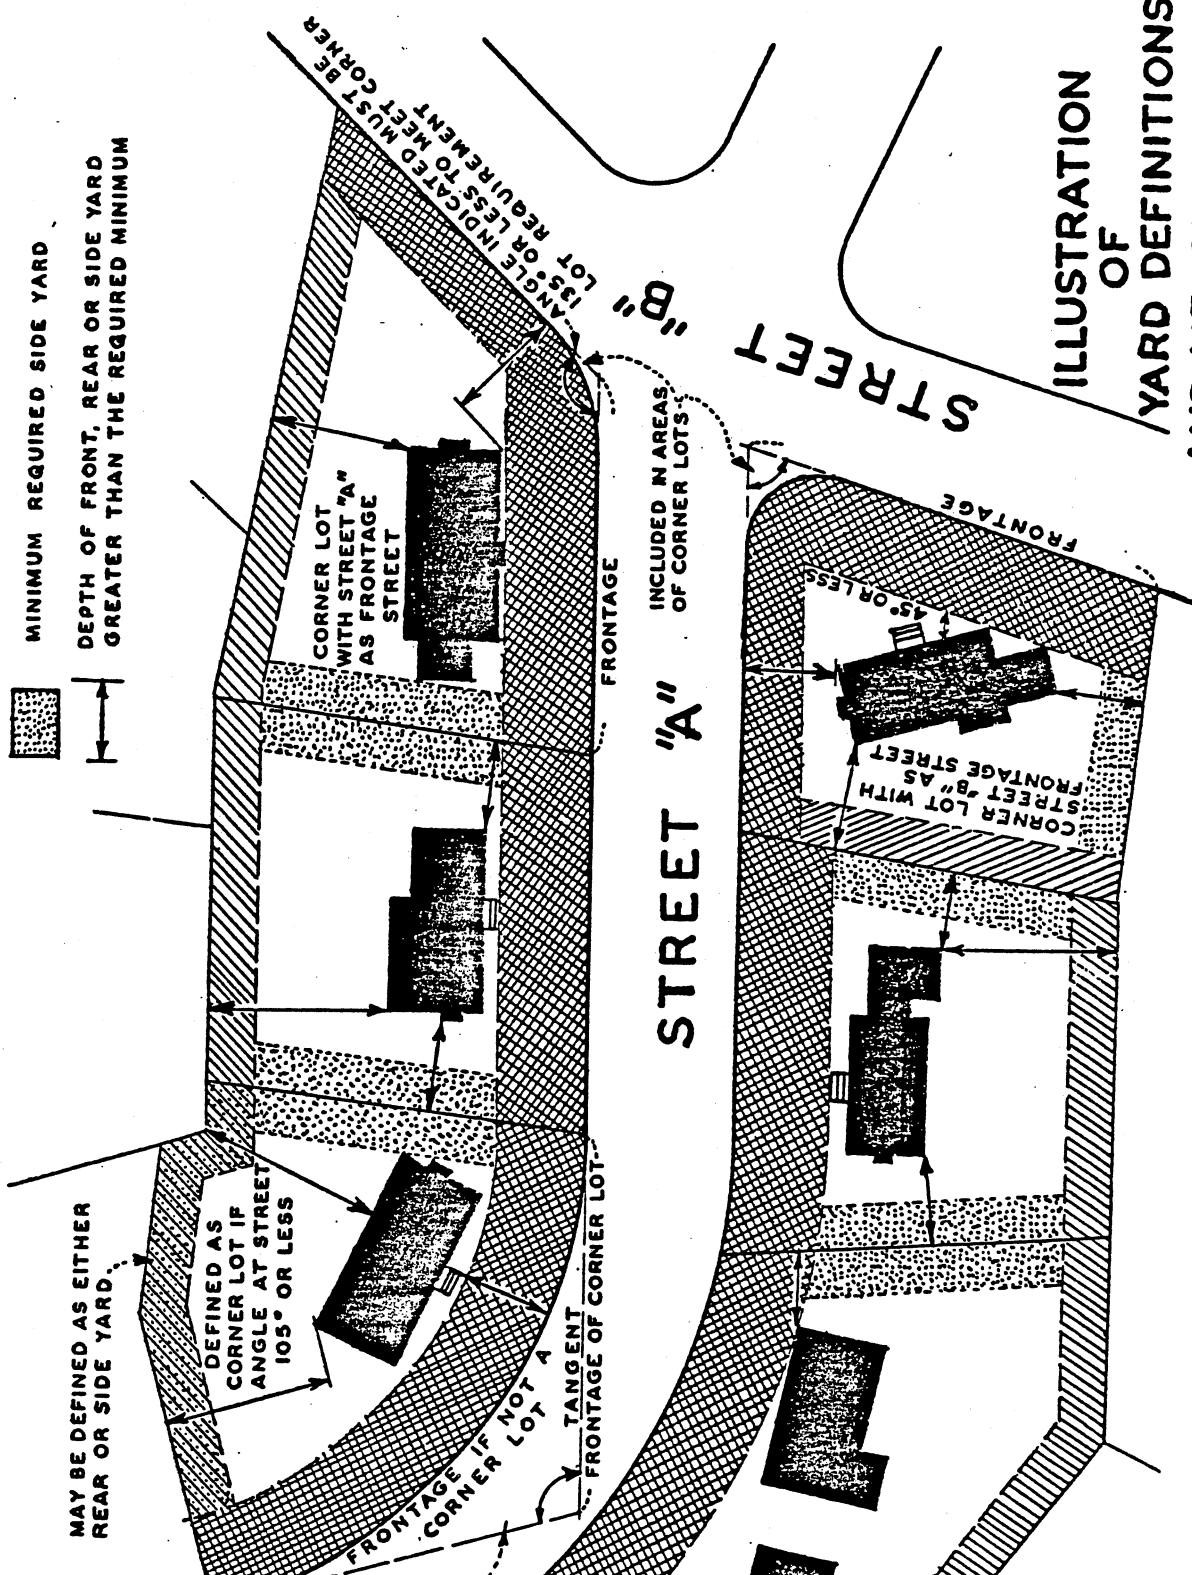 MINIMUM REQUIRED SIDE YARD
DEPTH OF FRONT, REAR OR SIDE YARD
GREATER THAN THE REQUIRED MINIMUM
ANGLE INDICATED MUST BE
135° OR LESS TO MEET CORNER
LOT REQUIREMENT
CORNER LOT
WITH STREET "A"
AS FRONTAGE
STREET
FRONTAGE
INCLUDED IN AREAS
OF CORNER LOTS
STREET "B"
STREET "A"
FRONTAGE
45° OR LESS
CORNER LOT WITH
STREET "B" AS
FRONTAGE STREET
MAY BE DEFINED AS EITHER
REAR OR SIDE YARD
DEFINED AS
CORNER LOT IF
ANGLE AT STREET
105° OR LESS
FRONTAGE IF NOT A
CORNER LOT
TANGENT
FRONTAGE OF CORNER LOT
ILLUSTRATION
OF
YARD DEFINITIONS